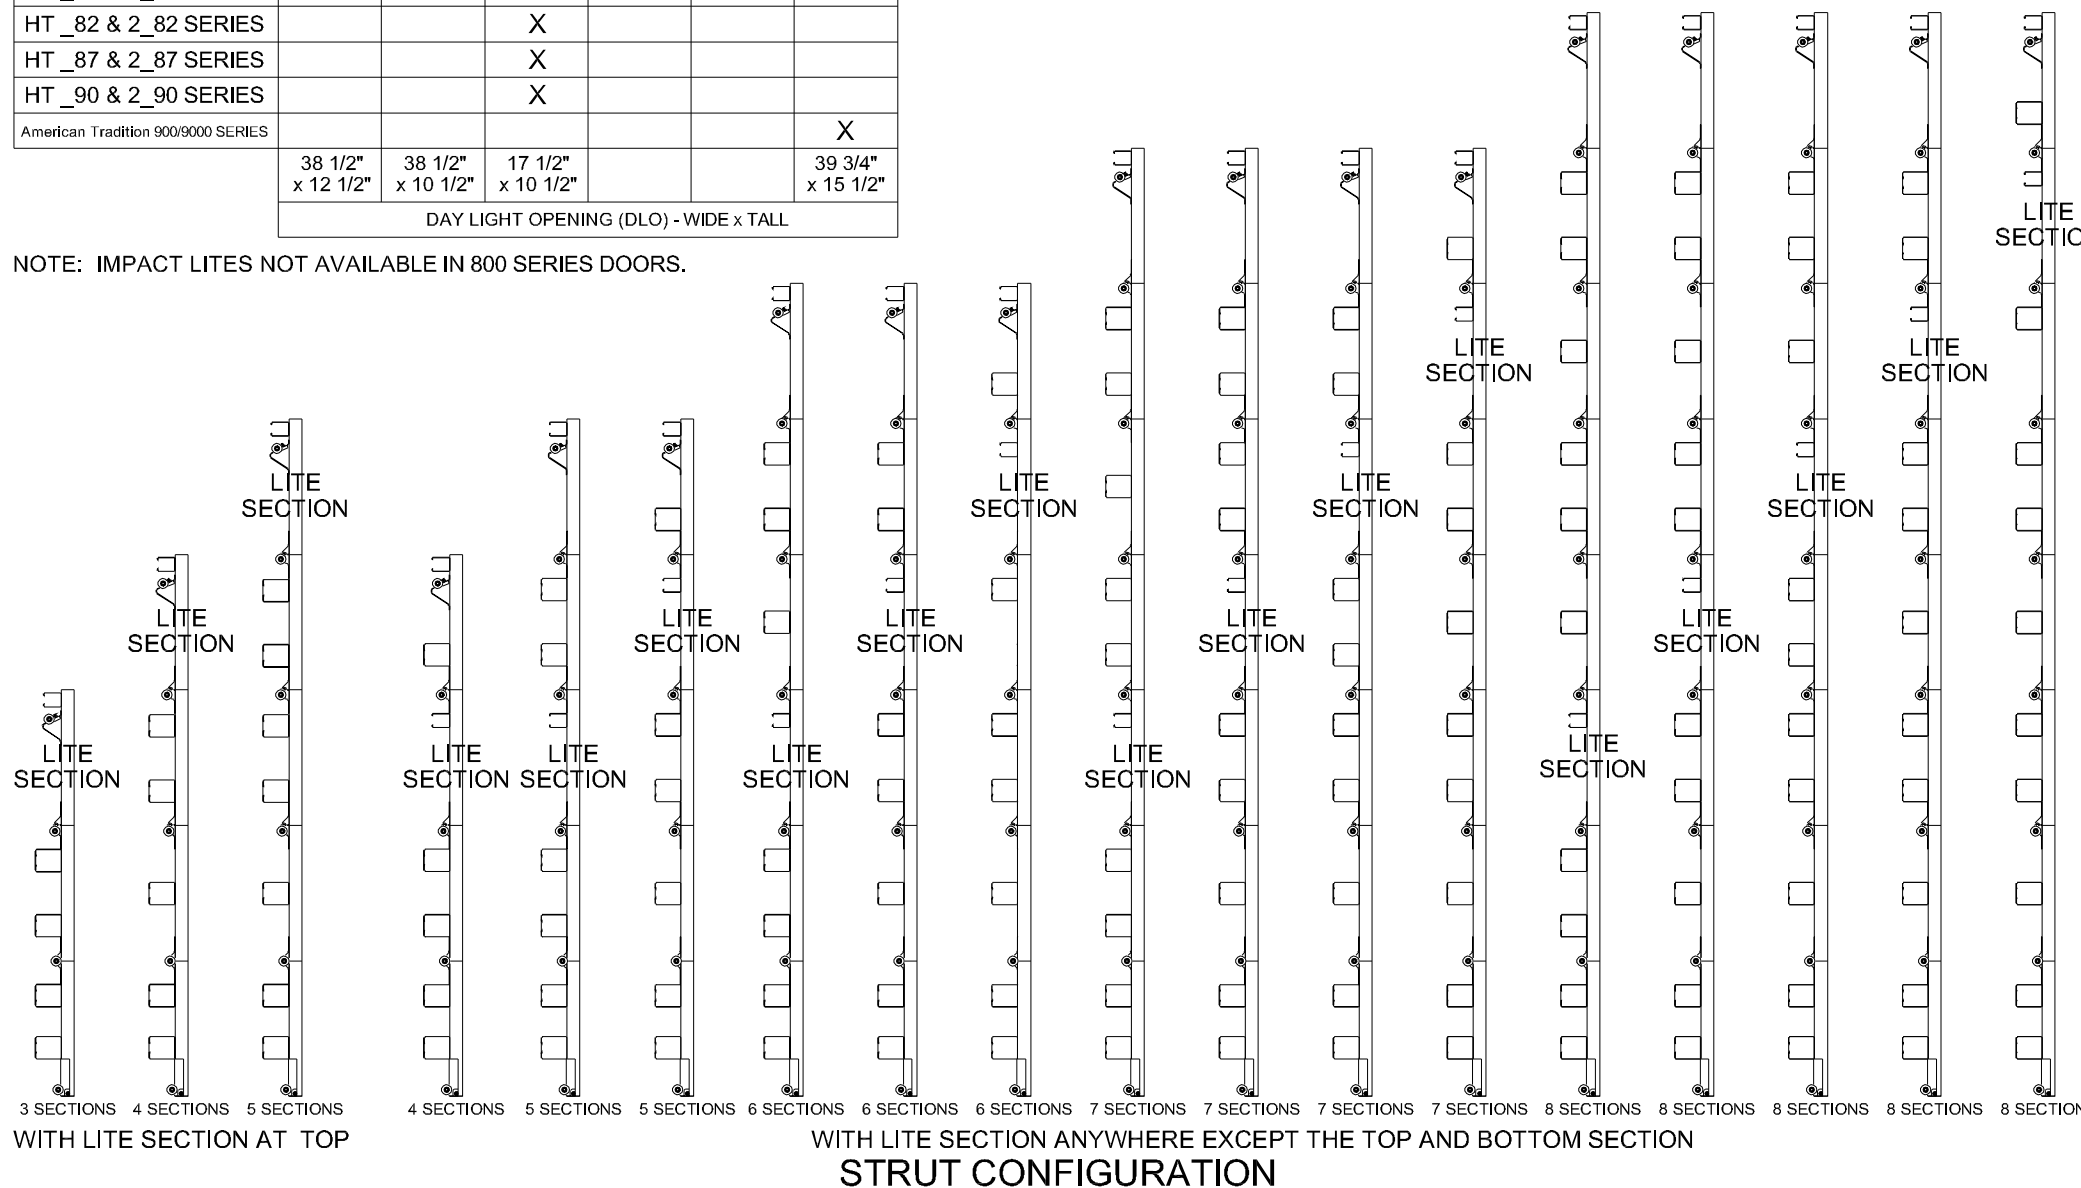 HT _82 & 2_82 SERIES X
HT _87 & 2_87 SERIES X
HT _90 & 2_90 SERIES X
American Tradition 900/9000 SERIES X
38 1/2" 38 1/2" 17 1/2" 39 3/4"
x 12 1/2" x 10 1/2" x 10 1/2" x 15 1/2"
DAY LIGHT OPENING (DLO) - WIDE x TALL
NOTE: IMPACT LITES NOT AVAILABLE IN 800 SERIES DOORS.
LITE
SECTION
LITE
SECTION
LITE
SECTION
LITE
SECTION
LITE
SECTION
LITE
SECTION
LITE
SECTION
LITE
SECTION
LITE
SECTION
LITE
SECTION
LITE
SECTION
LITE
SECTION
LITE
SECTION
LITE
SECTION
LITE
SECTION
LITE
SECTION
LITE
SECTION
LITE
SECTIO
3 SECTIONS 4 SECTIONS 5 SECTIONS 4 SECTIONS 5 SECTIONS 5 SECTIONS 6 SECTIONS 6 SECTIONS 6 SECTIONS 7 SECTIONS 7 SECTIONS 7 SECTIONS 7 SECTIONS 8 SECTIONS 8 SECTIONS 8 SECTIONS 8 SECTIONS 8 SECTION
WITH LITE SECTION AT TOP
WITH LITE SECTION ANYWHERE EXCEPT THE TOP AND BOTTOM SECTION
STRUT CONFIGURATION